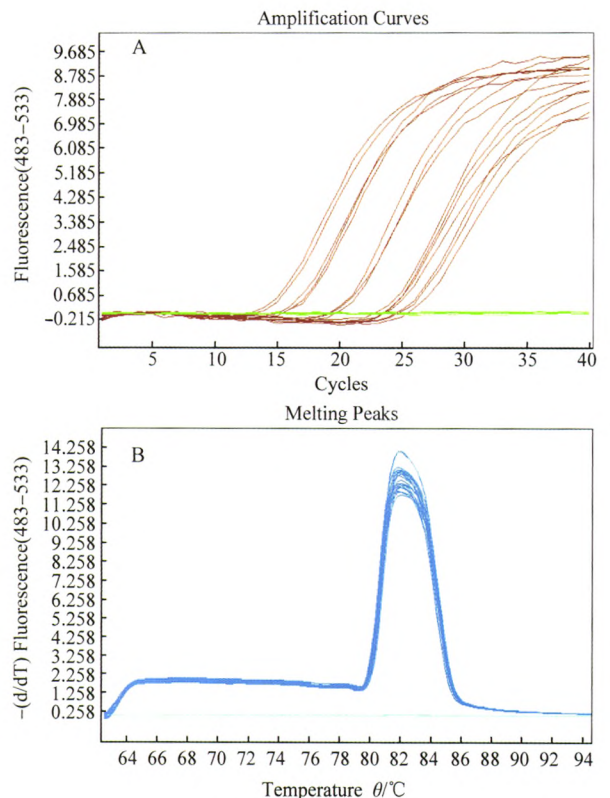 Amplification Curves
A
Fluorescence(483−533)
9.685
8.785
7.885
6.985
6.085
5.185
4.285
3.385
2.485
1.585
0.685
−0.215
5 10 15 20 25 30 35 40
Cycles
Melting Peaks
B
−(d/dT) Fluorescence(483−533)
14.258
13.258
12.258
11.258
10.258
9.258
8.258
7.258
6.258
5.258
4.258
3.258
2.258
1.258
0.258
64 66 68 70 72 74 76 78 80 82 84 86 88 90 92 94
Temperature θ/℃